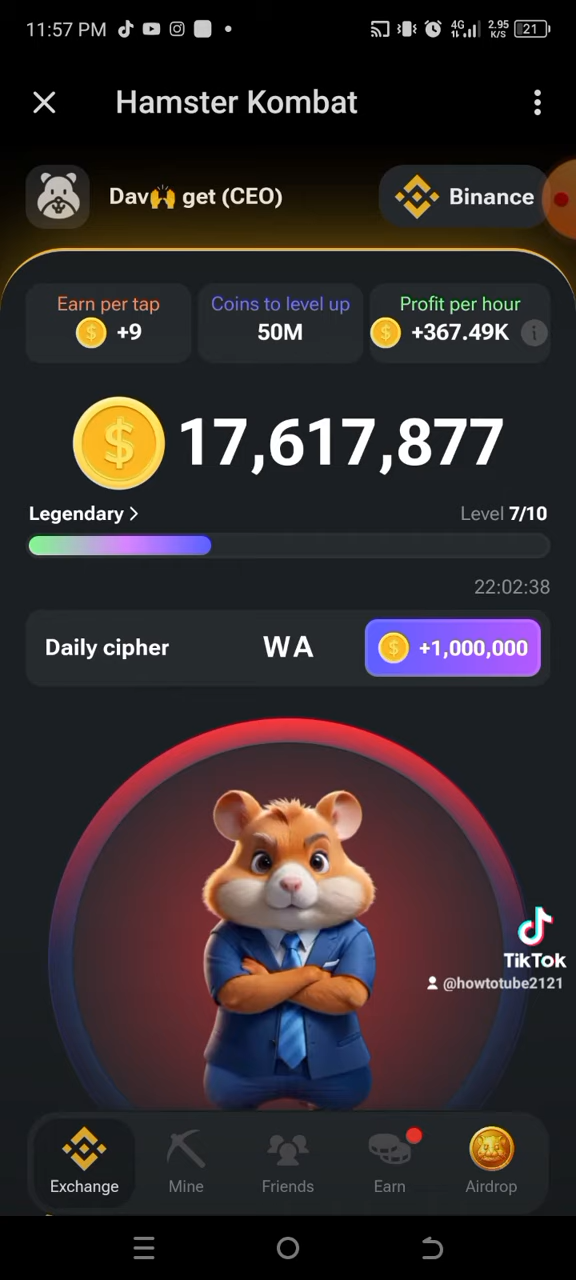 11:57 PM 4G 2.95 K/S 21
Hamster Kombat
Dav🙌 get (CEO) Binance
Earn per tap Coins to level up Profit per hour
+9 50M +367.49K
17,617,877
Legendary > Level 7/10
22:02:38
Daily cipher WA +1,000,000
TikTok
@howtotube2121
Exchange Mine Friends Earn Airdrop